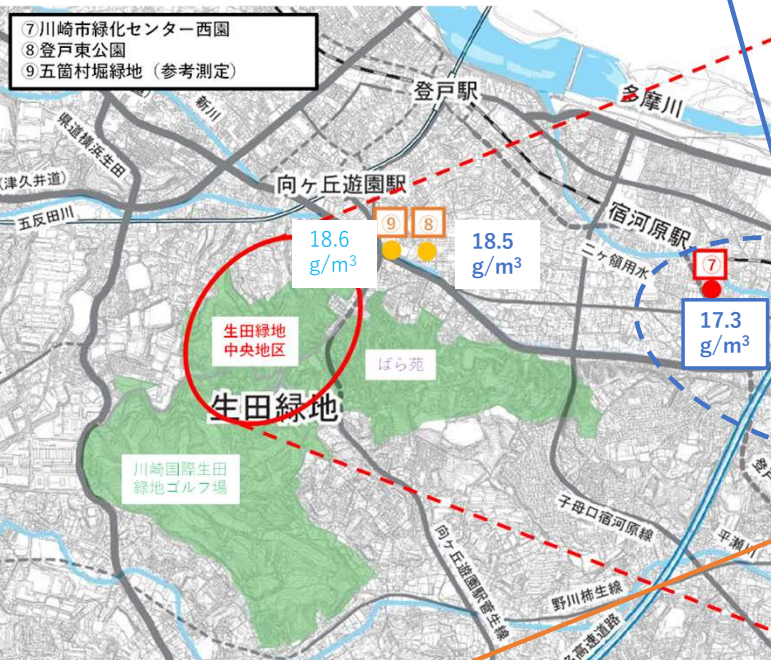 ⑦川崎市緑化センター西園
⑧登戸東公園
⑨五箇村堀緑地（参考測定）
新川
県道横浜生田
登戸駅
多摩川
（津久井道）
向ヶ丘遊園駅
五反田川
⑨
⑧
宿河原駅
18.6
g/m³
18.5
g/m³
二ヶ領用水
⑦
17.3
g/m³
生田緑地
中央地区
ばら苑
生田緑地
川崎国際生田
緑地ゴルフ場
子母口宿河原線
向ヶ丘遊園駅菅生線
平瀬川
野川柿生線
高速道路